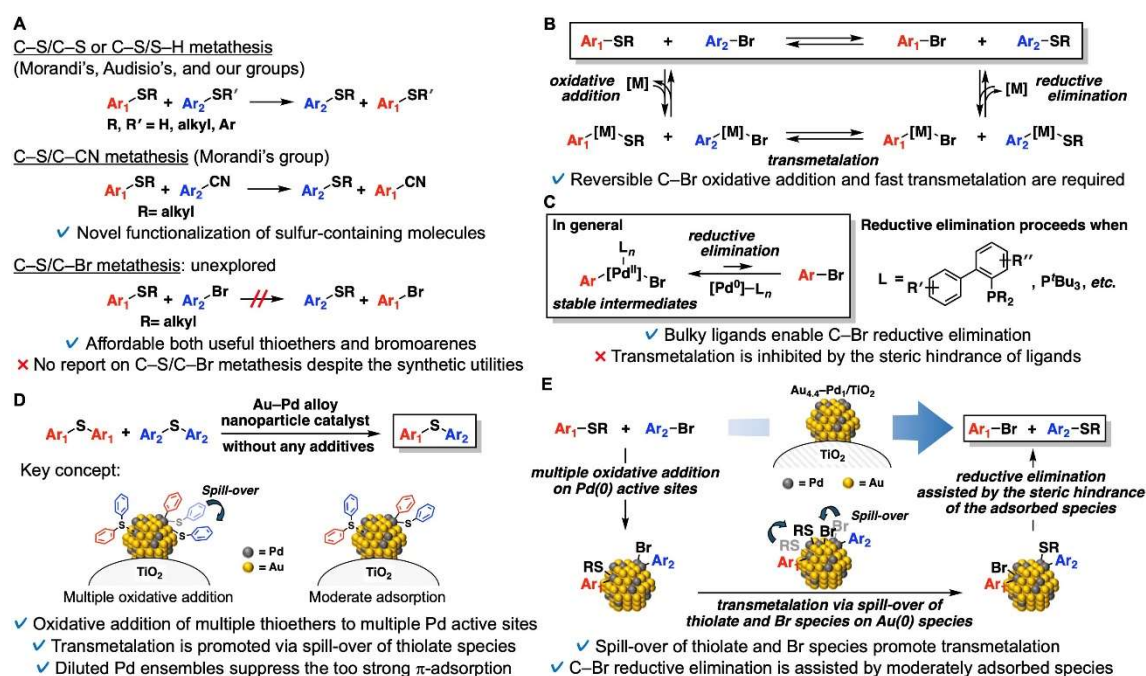 A
C–S/C–S or C–S/S–H metathesis
(Morandi's, Audisio's, and our groups)
Ar1 SR + Ar2 SR′ Ar2 SR + Ar1 SR′
R, R′ = H, alkyl, Ar
C–S/C–CN metathesis (Morandi's group)
Ar1 SR + Ar2 CN Ar2 SR + Ar1 CN
R= alkyl
✓ Novel functionalization of sulfur-containing molecules
C–S/C–Br metathesis: unexplored
Ar1 SR + Ar2 Br Ar2 SR + Ar1 Br
R= alkyl
✓ Affordable both useful thioethers and bromoarenes
× No report on C–S/C–Br metathesis despite the synthetic utilities
B
Ar1–SR + Ar2–Br Ar1–Br + Ar2–SR
oxidative addition [M]
[M] reductive elimination
Ar1 [M] SR + Ar2 [M] Br Ar1 [M] Br + Ar2 [M] SR
transmetalation
✓ Reversible C–Br oxidative addition and fast transmetalation are required
C
In general
Ln
Ar [PdII] Br
stable intermediates
reductive
elimination
[Pd0]–Ln
Ar–Br
Reductive elimination proceeds when
L = R′ R′′ PR2 , PtBu3, etc.
✓ Bulky ligands enable C–Br reductive elimination
× Transmetalation is inhibited by the steric hindrance of ligands
D
Ar1 S Ar1 + Ar2 S Ar2
Au–Pd alloy
nanoparticle catalyst
without any additives
Ar1 S Ar2
Key concept:
Spill-over
S S S
TiO2
Multiple oxidative addition
= Pd
= Au
S S
TiO2
Moderate adsorption
✓ Oxidative addition of multiple thioethers to multiple Pd active sites
✓ Transmetalation is promoted via spill-over of thiolate species
✓ Diluted Pd ensembles suppress the too strong π-adsorption
E
Ar1–SR + Ar2–Br
Au4.4–Pd1/TiO2
TiO2
= Pd = Au
Ar1–Br + Ar2–SR
multiple oxidative addition
on Pd(0) active sites
reductive elimination
assisted by the steric hindrance
of the adsorbed species
Spill-over
RS Br Br
RS Ar2
Ar1
RS Br Ar2
Ar1
SR
Br Ar2
Ar1
transmetalation via spill-over of
thiolate and Br species on Au(0) species
✓ Spill-over of thiolate and Br species promote transmetalation
✓ C–Br reductive elimination is assisted by moderately adsorbed species